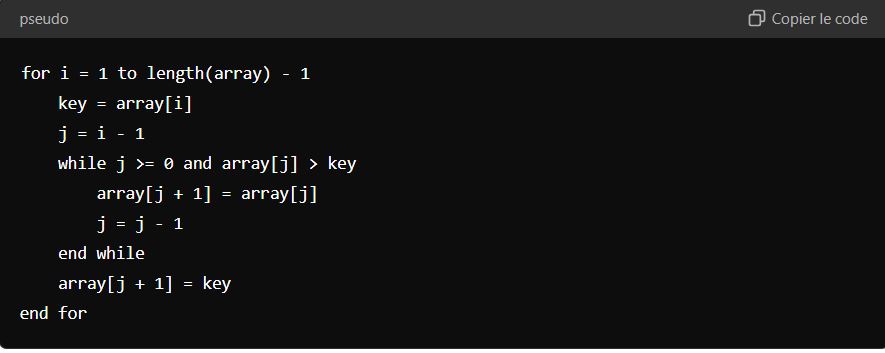 pseudo
Copier le code
for i = 1 to length(array) - 1
    key = array[i]
    j = i - 1
    while j >= 0 and array[j] > key
        array[j + 1] = array[j]
        j = j - 1
    end while
    array[j + 1] = key
end for